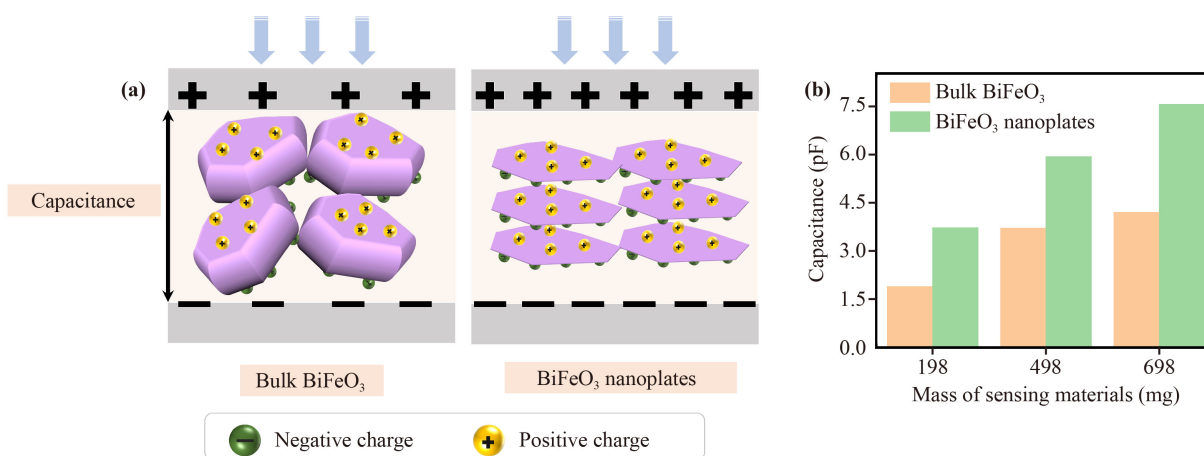 (a)
Capacitance
Bulk BiFeO₃
BiFeO₃ nanoplates
Negative charge
Positive charge
(b)
Bulk BiFeO₃
BiFeO₃ nanoplates
Capacitance (pF)
7.5
6.0
4.5
3.0
1.5
0.0
198 498 698
Mass of sensing materials (mg)